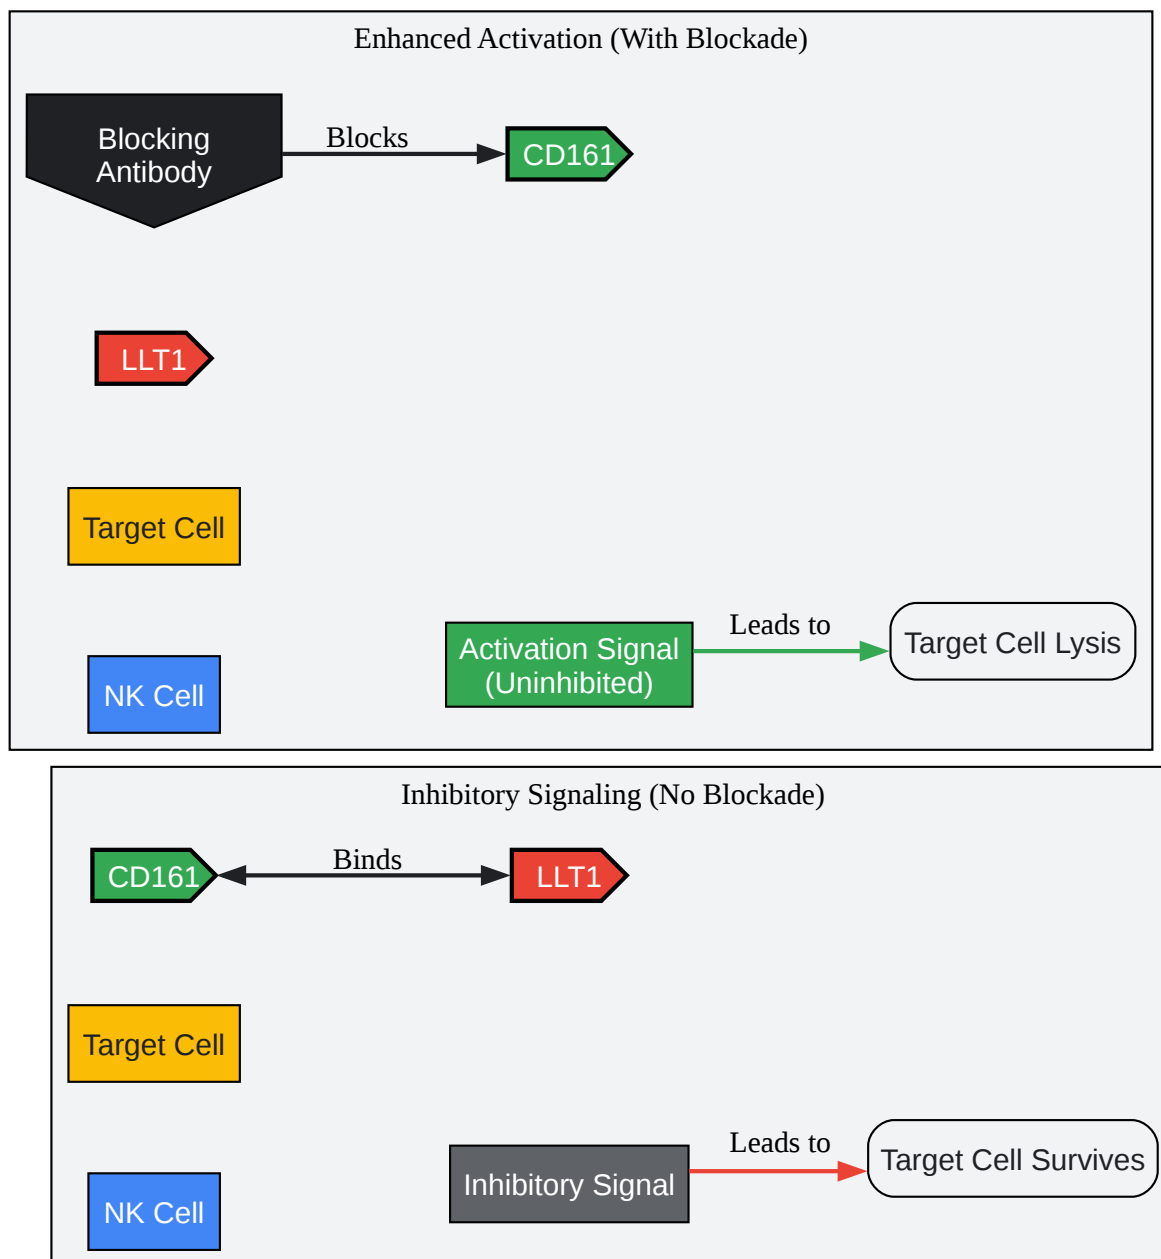 Enhanced Activation (With Blockade)
Blocking
Antibody
Blocks
CD161
LLT1
Target Cell
NK Cell
Activation Signal
(Uninhibited)
Leads to
Target Cell Lysis
Inhibitory Signaling (No Blockade)
CD161
Binds
LLT1
Target Cell
NK Cell
Inhibitory Signal
Leads to
Target Cell Survives